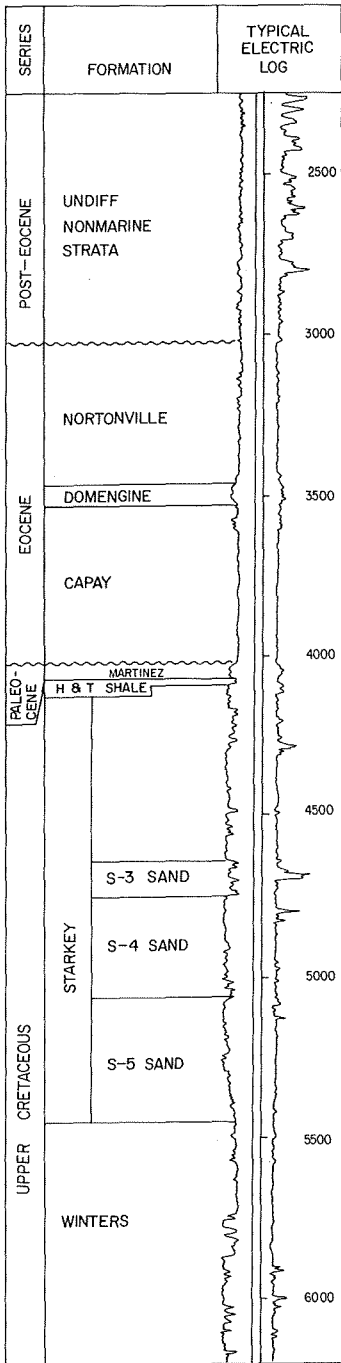 SERIES
FORMATION
TYPICAL
ELECTRIC
LOG
POST-EOCENE
UNDIFF
NONMARINE
STRATA
2500
3000
EOCENE
NORTONVILLE
DOMENGINE
3500
CAPAY
4000
PALEO-
CENE
MARTINEZ
H & T SHALE
UPPER CRETACEOUS
STARKEY
4500
S-3 SAND
S-4 SAND
5000
S-5 SAND
5500
WINTERS
6000